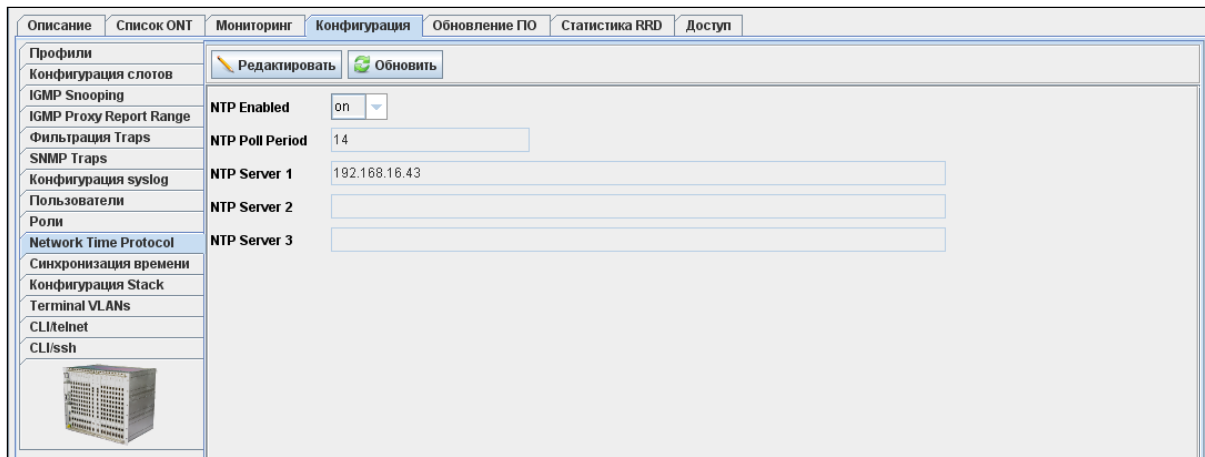 Описание Список ONT Мониторинг Конфигурация Обновление ПО Статистика RRD Доступ
Профили
Конфигурация слотов
IGMP Snooping
IGMP Proxy Report Range
Фильтрация Traps
SNMP Traps
Конфигурация syslog
Пользователи
Роли
Network Time Protocol
Синхронизация времени
Конфигурация Stack
Terminal VLANs
CLI/telnet
CLI/ssh
Редактировать Обновить
NTP Enabled on
NTP Poll Period 14
NTP Server 1 192.168.16.43
NTP Server 2
NTP Server 3